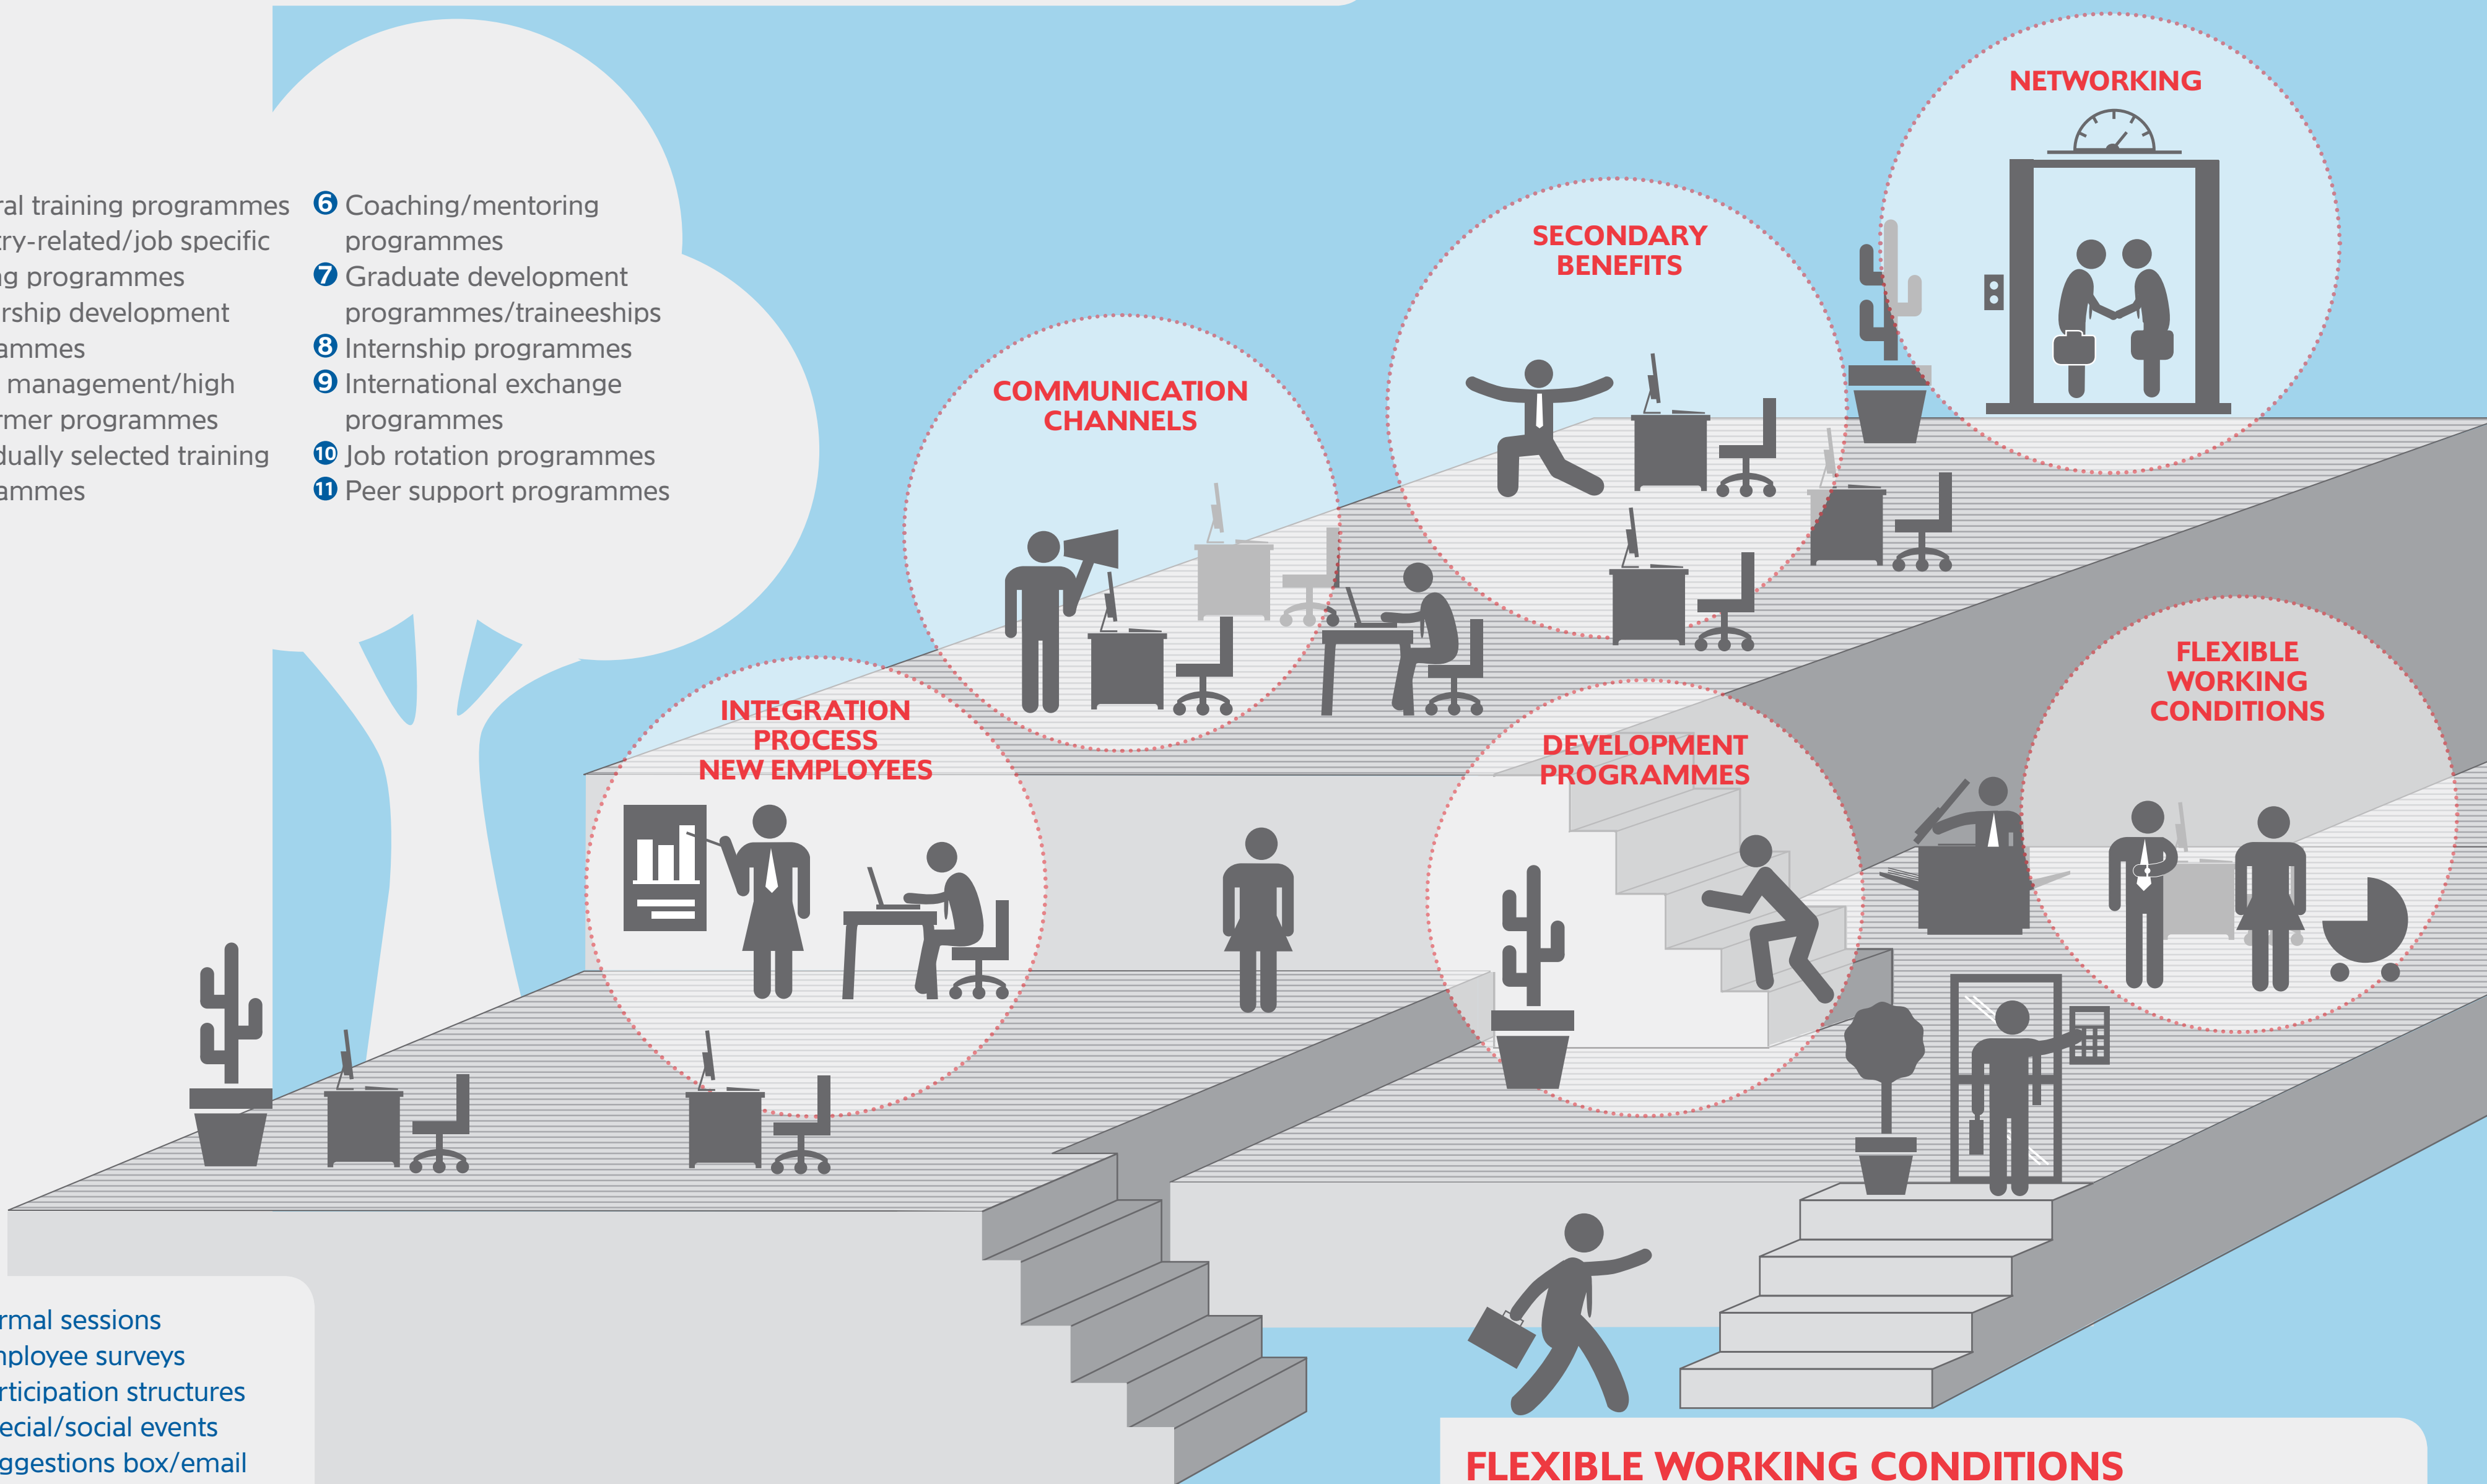 ral training programmes
try-related/job specific
ng programmes
rship development
ammes
management/high
rmer programmes
dually selected training
ammes
6 Coaching/mentoring
programmes
7 Graduate development
programmes/traineeships
8 Internship programmes
9 International exchange
programmes
10 Job rotation programmes
11 Peer support programmes
NETWORKING
SECONDARY
BENEFITS
COMMUNICATION
CHANNELS
FLEXIBLE
WORKING
CONDITIONS
INTEGRATION
PROCESS
NEW EMPLOYEES
DEVELOPMENT
PROGRAMMES
rmal sessions
mployee surveys
rticipation structures
ecial/social events
ggestions box/email
FLEXIBLE WORKING CONDITIONS